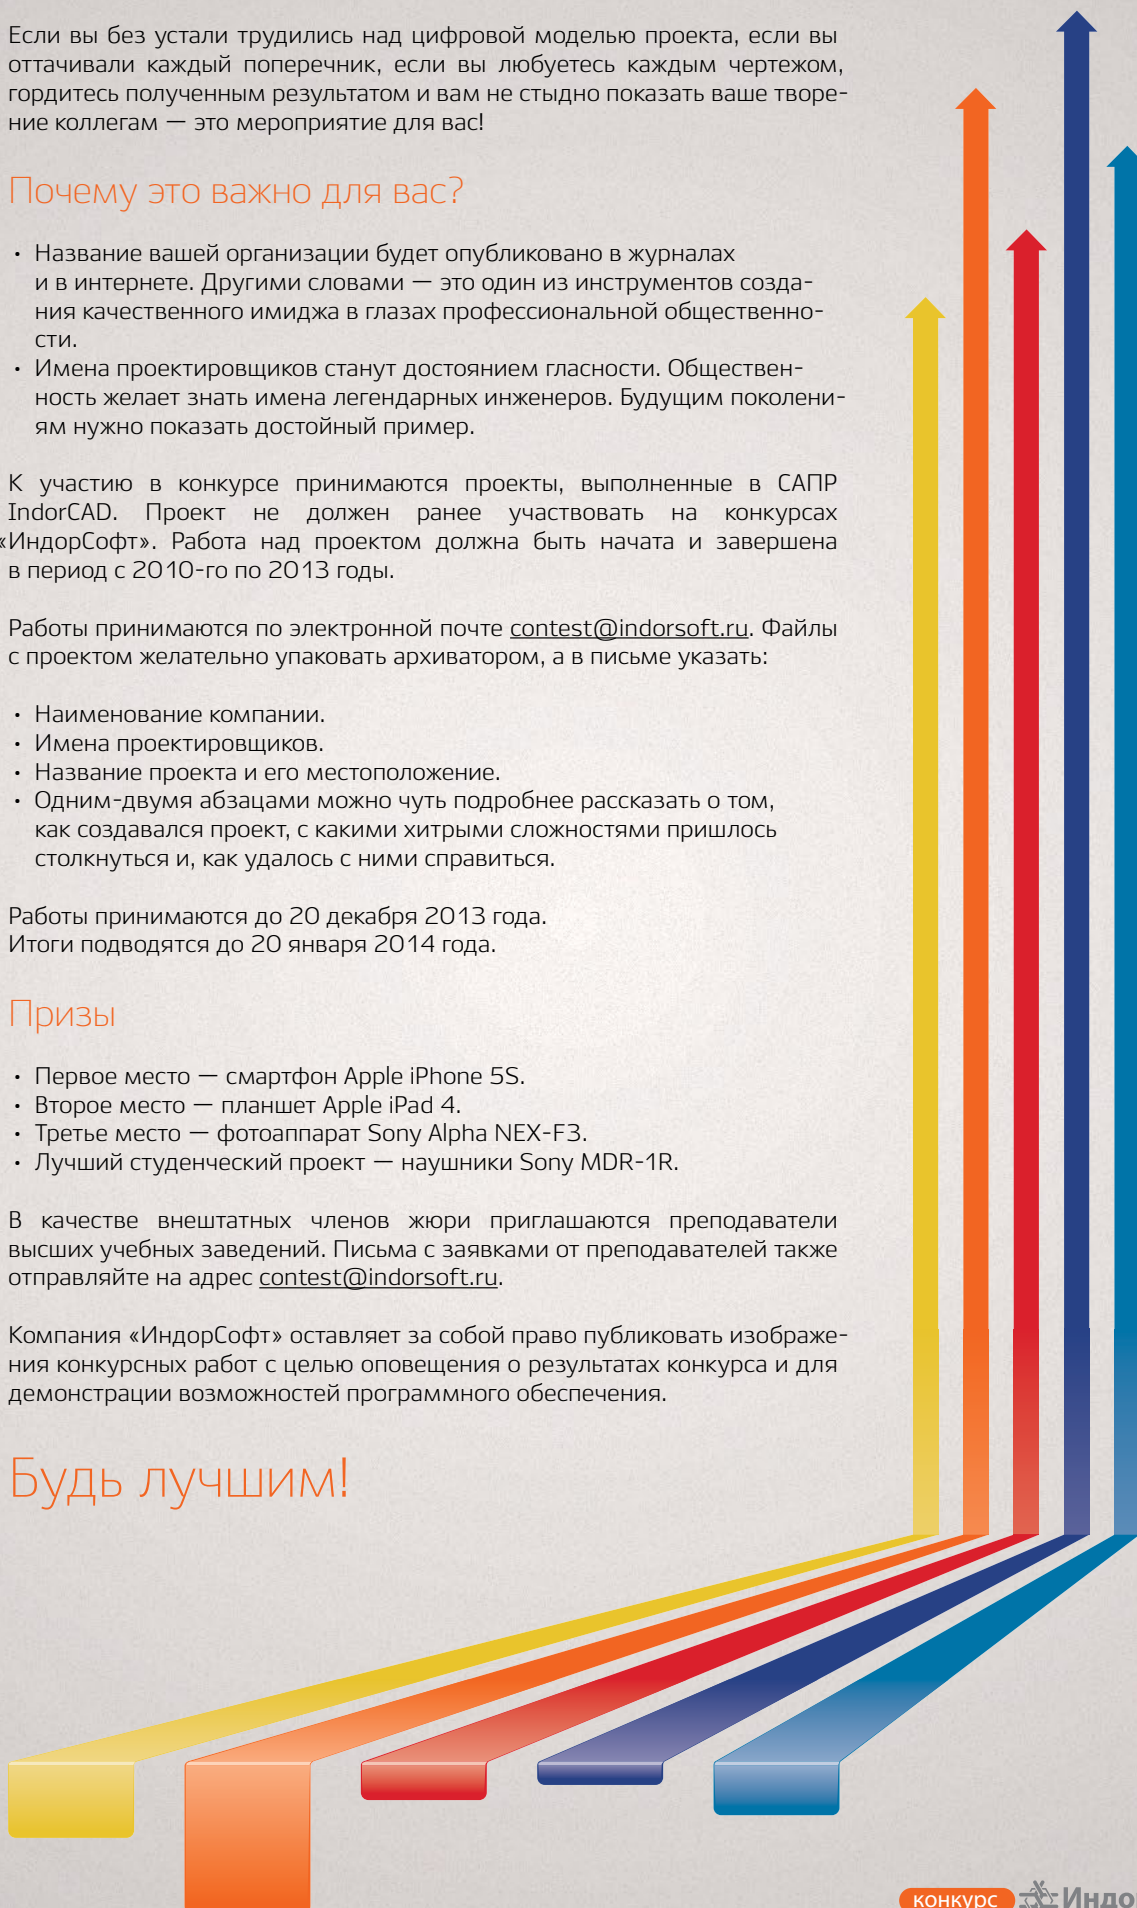 Если вы без устали трудились над цифровой моделью проекта, если вы
оттачивали каждый поперечник, если вы любуетесь каждым чертежом,
гордитесь полученным результатом и вам не стыдно показать ваше творе-
ние коллегам — это мероприятие для вас!
Почему это важно для вас?
• Название вашей организации будет опубликовано в журналах
и в интернете. Другими словами — это один из инструментов созда-
ния качественного имиджа в глазах профессиональной общественно-
сти.
• Имена проектировщиков станут достоянием гласности. Обществен-
ность желает знать имена легендарных инженеров. Будущим поколени-
ям нужно показать достойный пример.
К участию в конкурсе принимаются проекты, выполненные в САПР
IndorCAD. Проект не должен ранее участвовать на конкурсах
«ИндорСофт». Работа над проектом должна быть начата и завершена
в период с 2010-го по 2013 годы.
Работы принимаются по электронной почте contest@indorsoft.ru. Файлы
с проектом желательно упаковать архиватором, а в письме указать:
• Наименование компании.
• Имена проектировщиков.
• Название проекта и его местоположение.
• Одним-двумя абзацами можно чуть подробнее рассказать о том,
как создавался проект, с какими хитрыми сложностями пришлось
столкнуться и, как удалось с ними справиться.
Работы принимаются до 20 декабря 2013 года.
Итоги подводятся до 20 января 2014 года.
Призы
• Первое место — смартфон Apple iPhone 5S.
• Второе место — планшет Apple iPad 4.
• Третье место — фотоаппарат Sony Alpha NEX-F3.
• Лучший студенческий проект — наушники Sony MDR-1R.
В качестве внештатных членов жюри приглашаются преподаватели
высших учебных заведений. Письма с заявками от преподавателей также
отправляйте на адрес contest@indorsoft.ru.
Компания «ИндорСофт» оставляет за собой право публиковать изображе-
ния конкурсных работ с целью оповещения о результатах конкурса и для
демонстрации возможностей программного обеспечения.
Будь лучшим!
конкурс